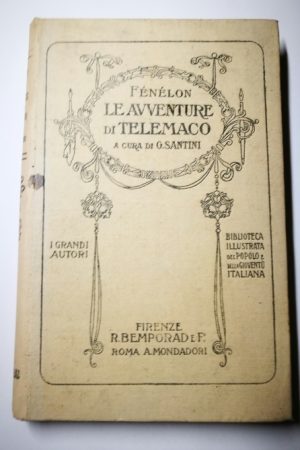 FÉNÉLON
LE AVVENTURE
DI TELEMACO
A CURA DI G. SANTINI
I GRANDI
AUTORI
BIBLIOTECA
ILLUSTRATA
DEL POPOLO E
DELLA GIOVENTÙ
ITALIANA
FIRENZE
R. BEMPORAD E F.
ROMA A. MONDADORI